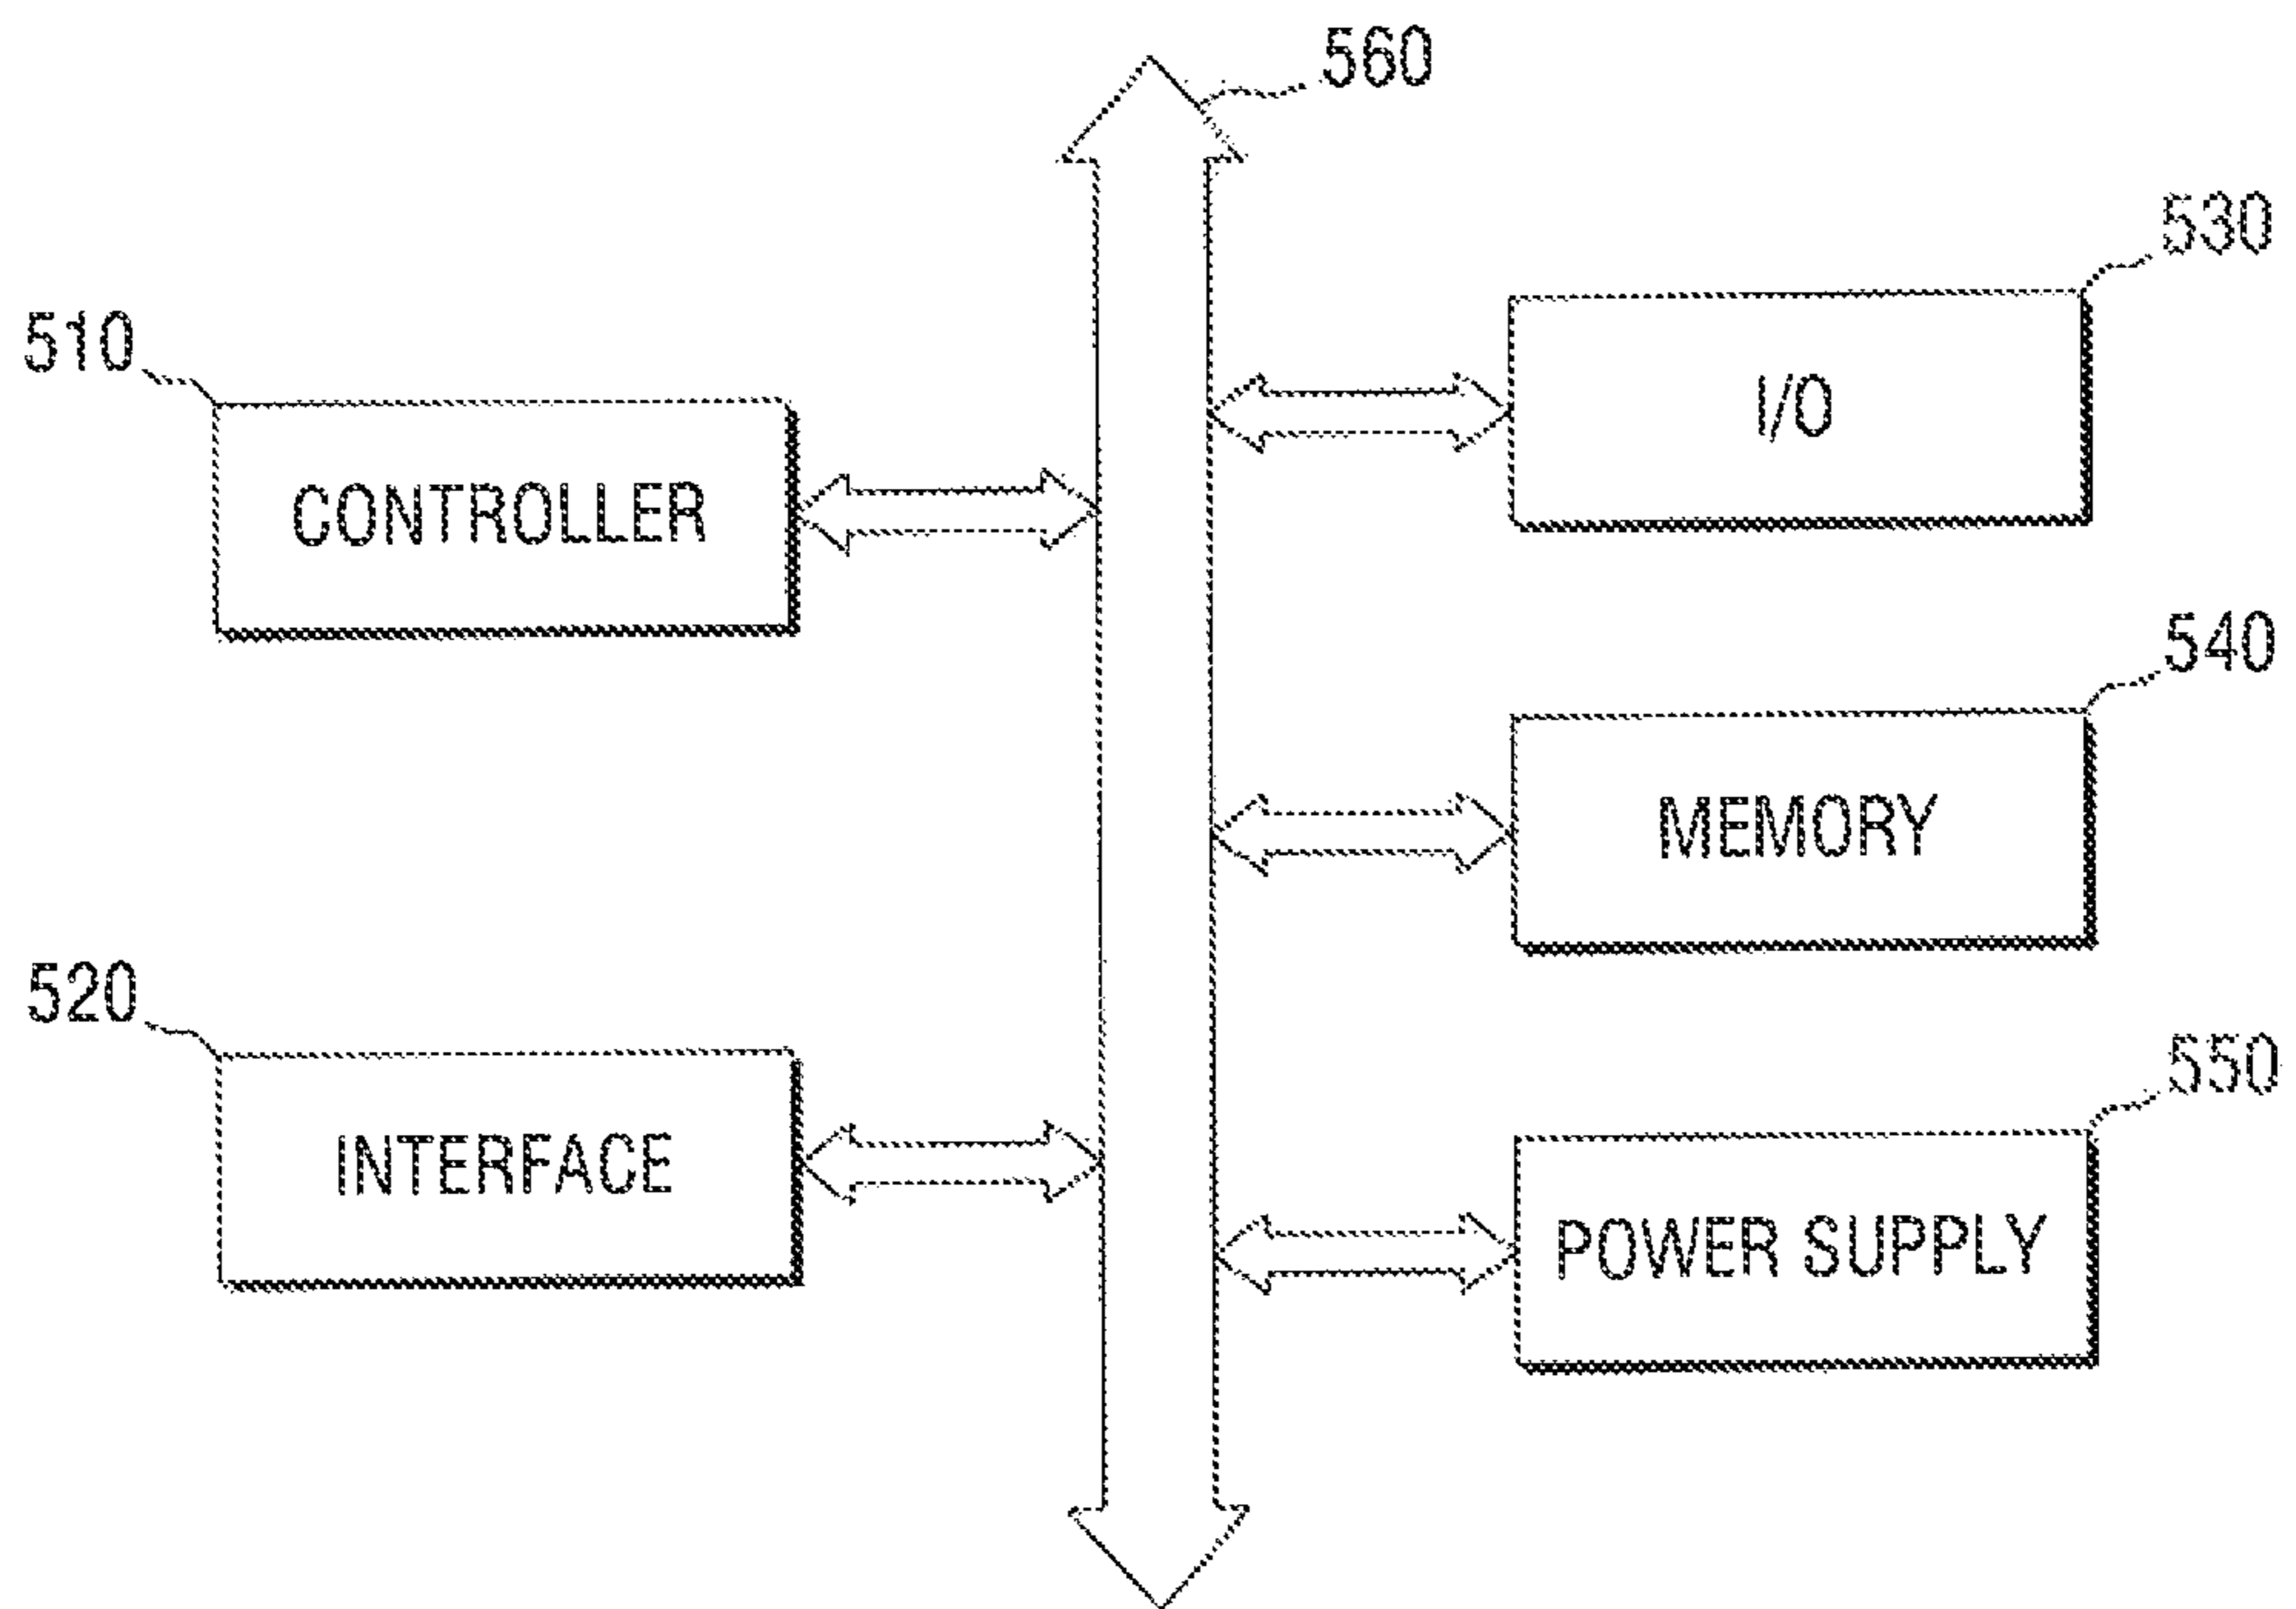 560
530
510
I/O
CONTROLLER
540
MEMORY
520
550
INTERFACE
POWER SUPPLY